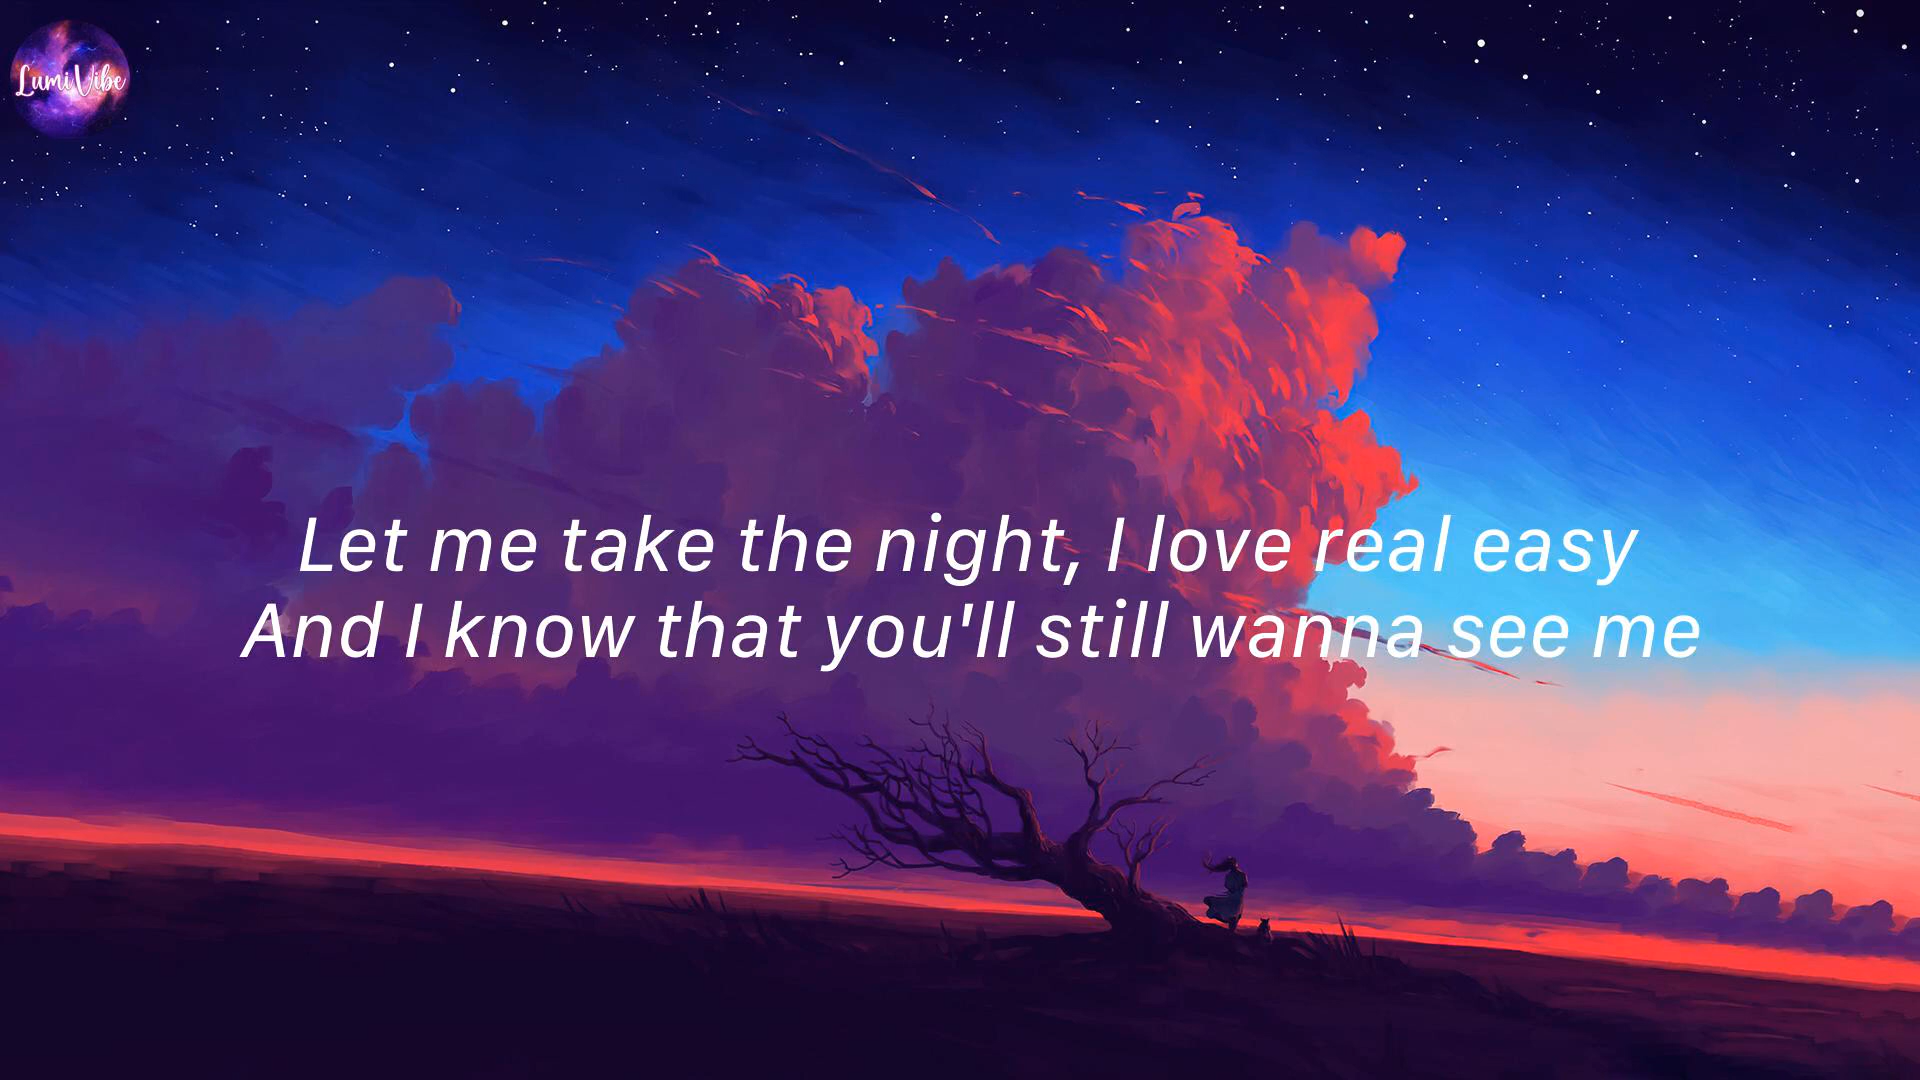 LumiVibe
Let me take the night, I love real easy
And I know that you'll still wanna see me